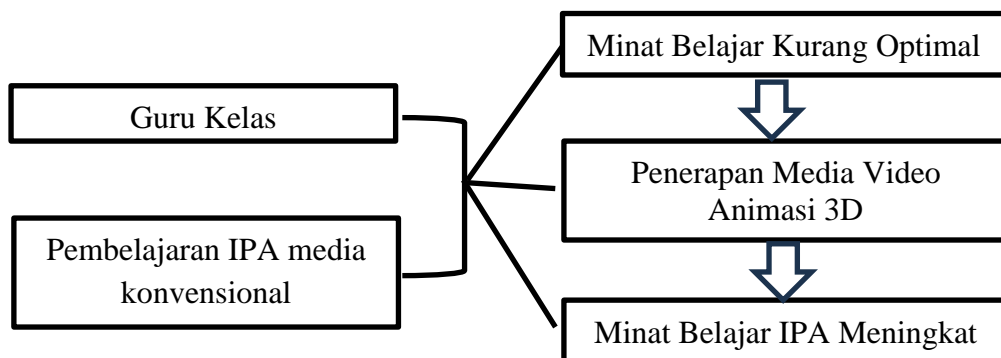 Guru Kelas
Pembelajaran IPA media
konvensional
Minat Belajar Kurang Optimal
Penerapan Media Video
Animasi 3D
Minat Belajar IPA Meningkat